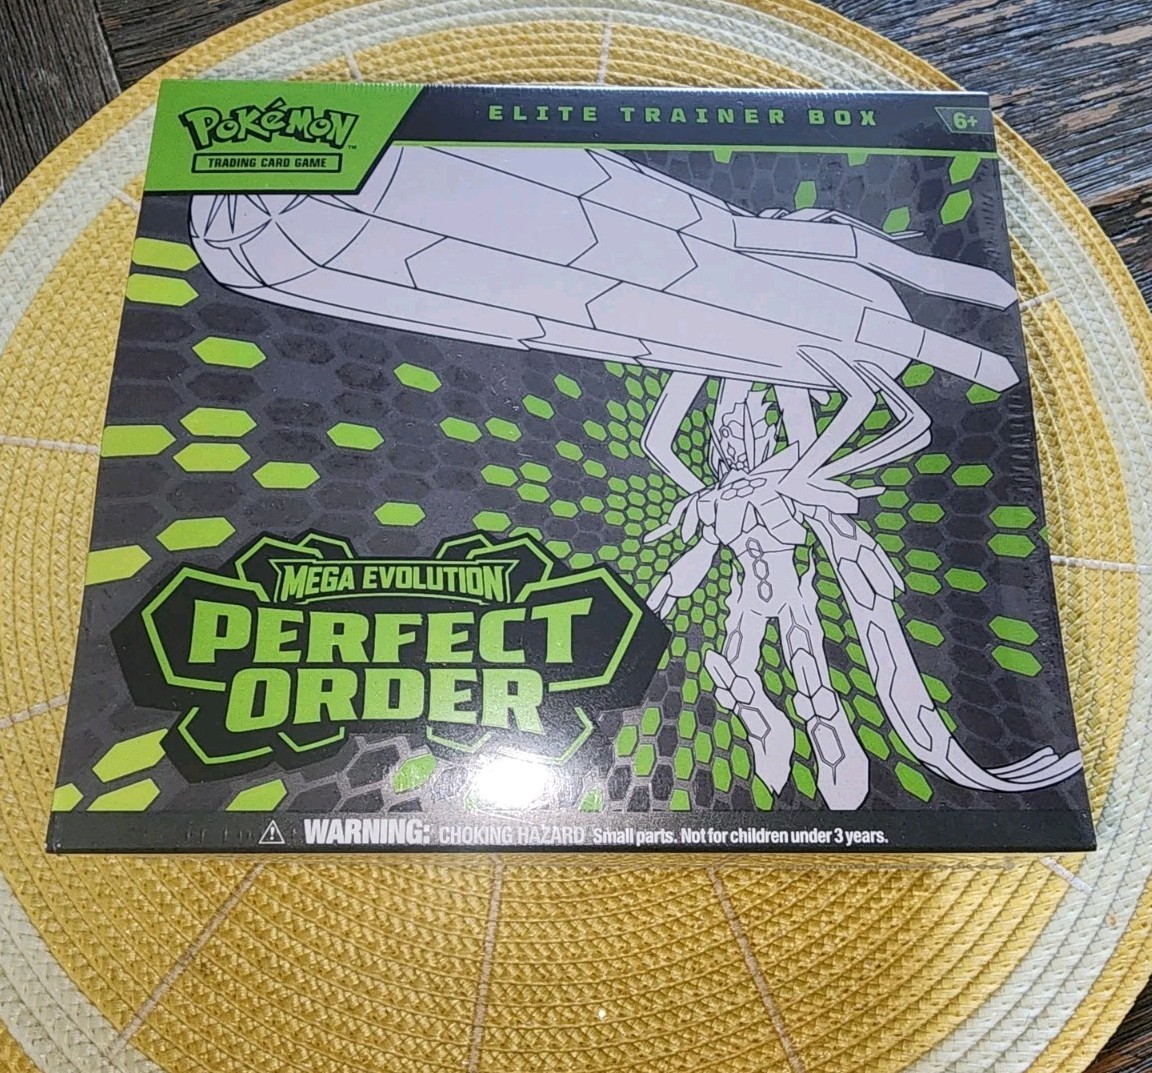 POKéMON™
TRADING CARD GAME
ELITE TRAINER BOX
6+
MEGA EVOLUTION
PERFECT
ORDER
WARNING: CHOKING HAZARD Small parts. Not for children under 3 years.